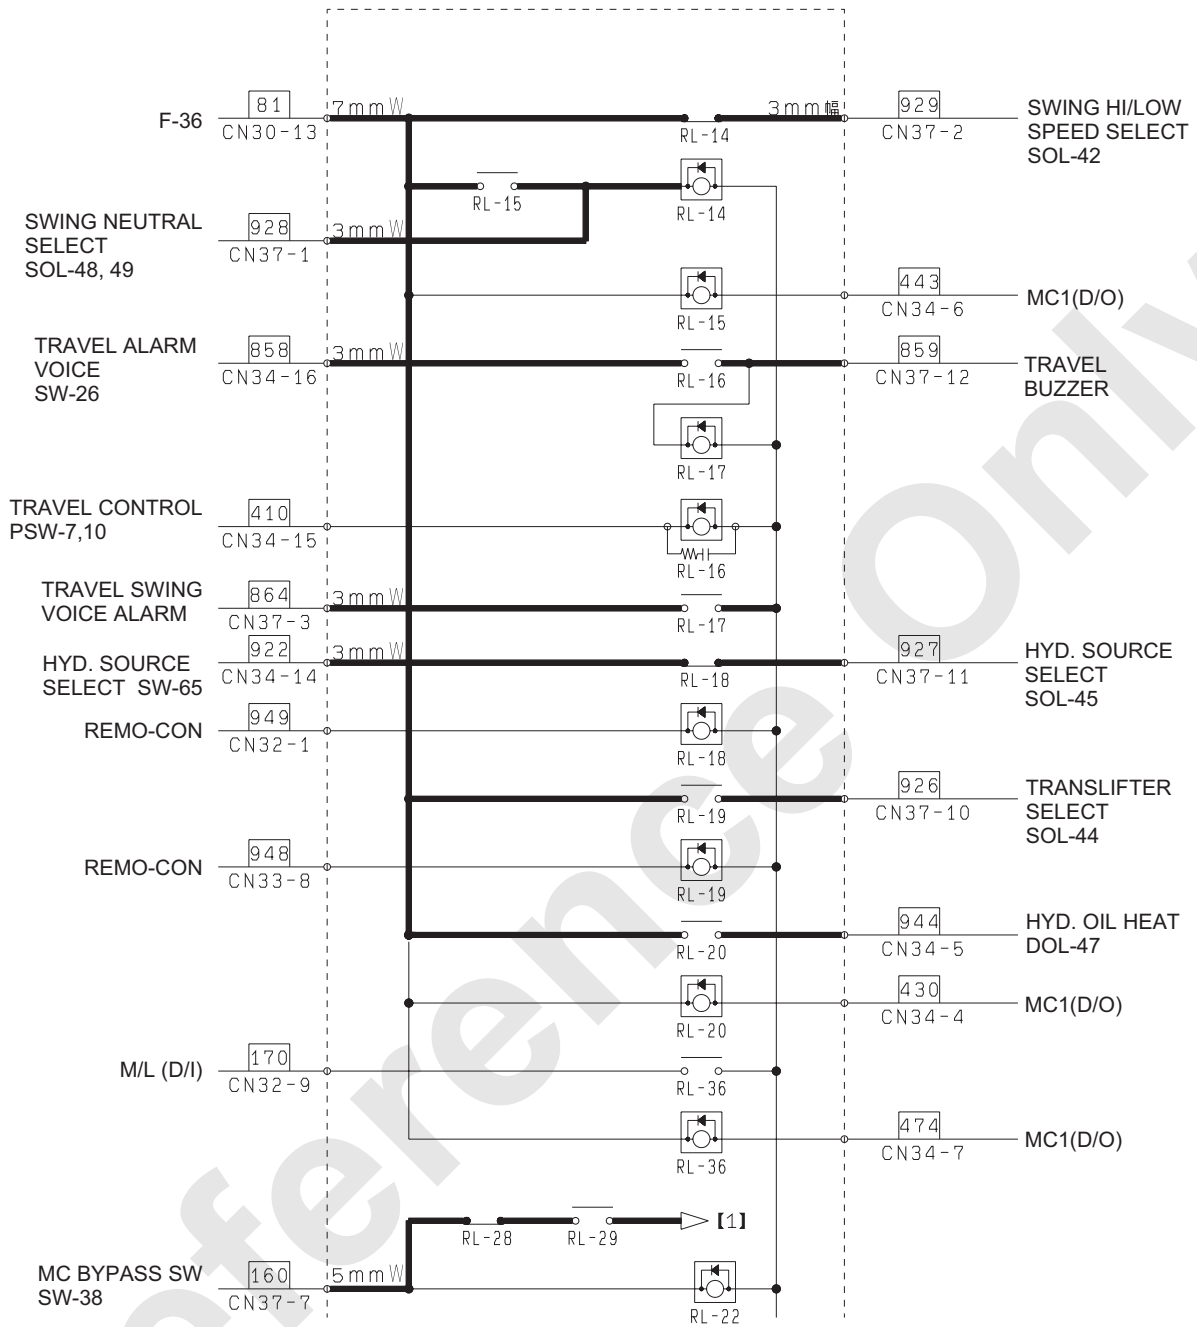 F-36
81
CN30-13
7mm W
RL-14
3mm幅
929
CN37-2
SWING HI/LOW
SPEED SELECT
SOL-42
RL-15
RL-14
SWING NEUTRAL
SELECT
SOL-48, 49
928
CN37-1
3mm W
RL-15
443
CN34-6
MC1(D/O)
TRAVEL ALARM
VOICE
SW-26
858
CN34-16
3mm W
RL-16
859
CN37-12
TRAVEL
BUZZER
RL-17
TRAVEL CONTROL
PSW-7,10
410
CN34-15
RL-16
TRAVEL SWING
VOICE ALARM
864
CN37-3
3mm W
RL-17
HYD. SOURCE
SELECT SW-65
922
CN34-14
3mm W
RL-18
927
CN37-11
HYD. SOURCE
SELECT
SOL-45
REMO-CON
949
CN32-1
RL-18
RL-19
926
CN37-10
TRANSLIFTER
SELECT
SOL-44
REMO-CON
948
CN33-8
RL-19
RL-20
944
CN34-5
HYD. OIL HEAT
DOL-47
RL-20
430
CN34-4
MC1(D/O)
M/L (D/I)
170
CN32-9
RL-36
RL-36
474
CN34-7
MC1(D/O)
RL-28
RL-29
【1】
MC BYPASS SW
SW-38
160
CN37-7
5mm W
RL-22
Reference Only